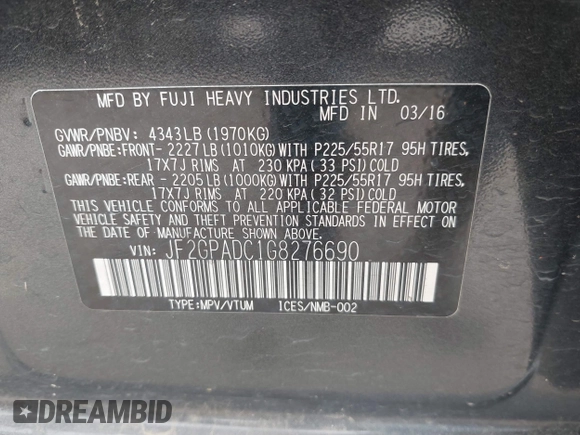 MFD BY FUJI HEAVY INDUSTRIES LTD.
MFD IN 03/16
GVWR/PNBV: 4343LB (1970KG)
GAWR/PNBE:FRONT- 2227LB (1010KG) WITH P225/55R17 95H TIRES,
17X7J RIMS AT 230 KPA (33 PSI) COLD
GAWR/PNBE:REAR - 2205LB (1000KG) WITH P225/55R17 95H TIRES,
17X7J RIMS AT 220 KPA (32 PSI) COLD
THIS VEHICLE CONFORMS TO ALL APPLICABLE FEDERAL MOTOR
VEHICLE SAFETY AND THEFT PREVENTION STANDARDS IN EFFECT
ON THE DATE OF MANUFACTURE SHOWN ABOVE.
VIN: JF2GPADC1G8276690
TYPE:MPV/VTUM ICES/NMB-002
DREAMBID